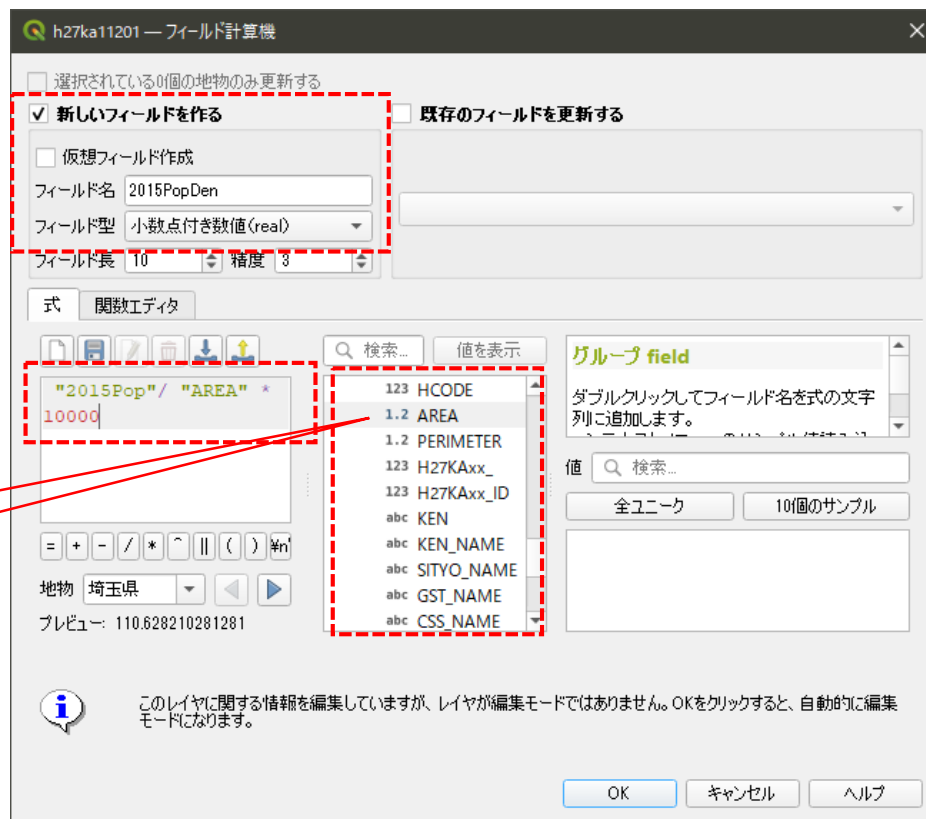 h27ka11201 — フィールド計算機
選択されている0個の地物のみ更新する
新しいフィールドを作る
既存のフィールドを更新する
仮想フィールド作成
フィールド名 2015PopDen
フィールド型 小数点付き数値(real)
フィールド長 10 精度 3
式 関数エディタ
検索... 値を表示
"2015Pop"/ "AREA" *
10000
123 HCODE
1.2 AREA
1.2 PERIMETER
123 H27KAxx_
123 H27KAxx_ID
abc KEN
abc KEN_NAME
abc SITYO_NAME
abc GST_NAME
abc CSS_NAME
グループ field
ダブルクリックしてフィールド名を式の文字
列に追加します。
値 検索...
全ユニーク 10個のサンプル
= + - / * ^ || ( ) ¥n'
地物 埼玉県
プレビュー: 110.628210281281
このレイヤに関する情報を編集していますが、レイヤが編集モードではありません。OKをクリックすると、自動的に編集
モードになります。
OK キャンセル ヘルプ